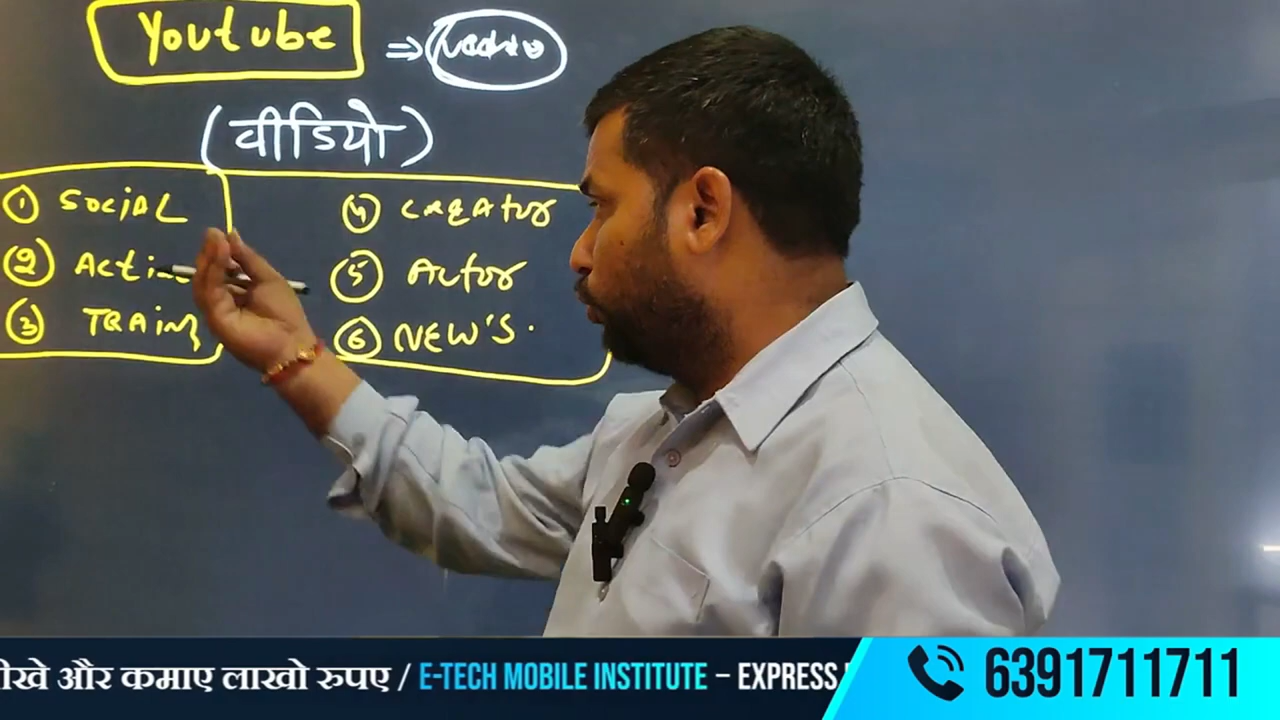 Youtube ⇒
(वीडियो)
① SOCIAL
② Acti
③ TRAIN
④ CREAtor
⑤ Actor
⑥ NEW'S.
ीखे और कमाए लाखो रुपए / E-TECH MOBILE INSTITUTE – EXPRESS
6391711711